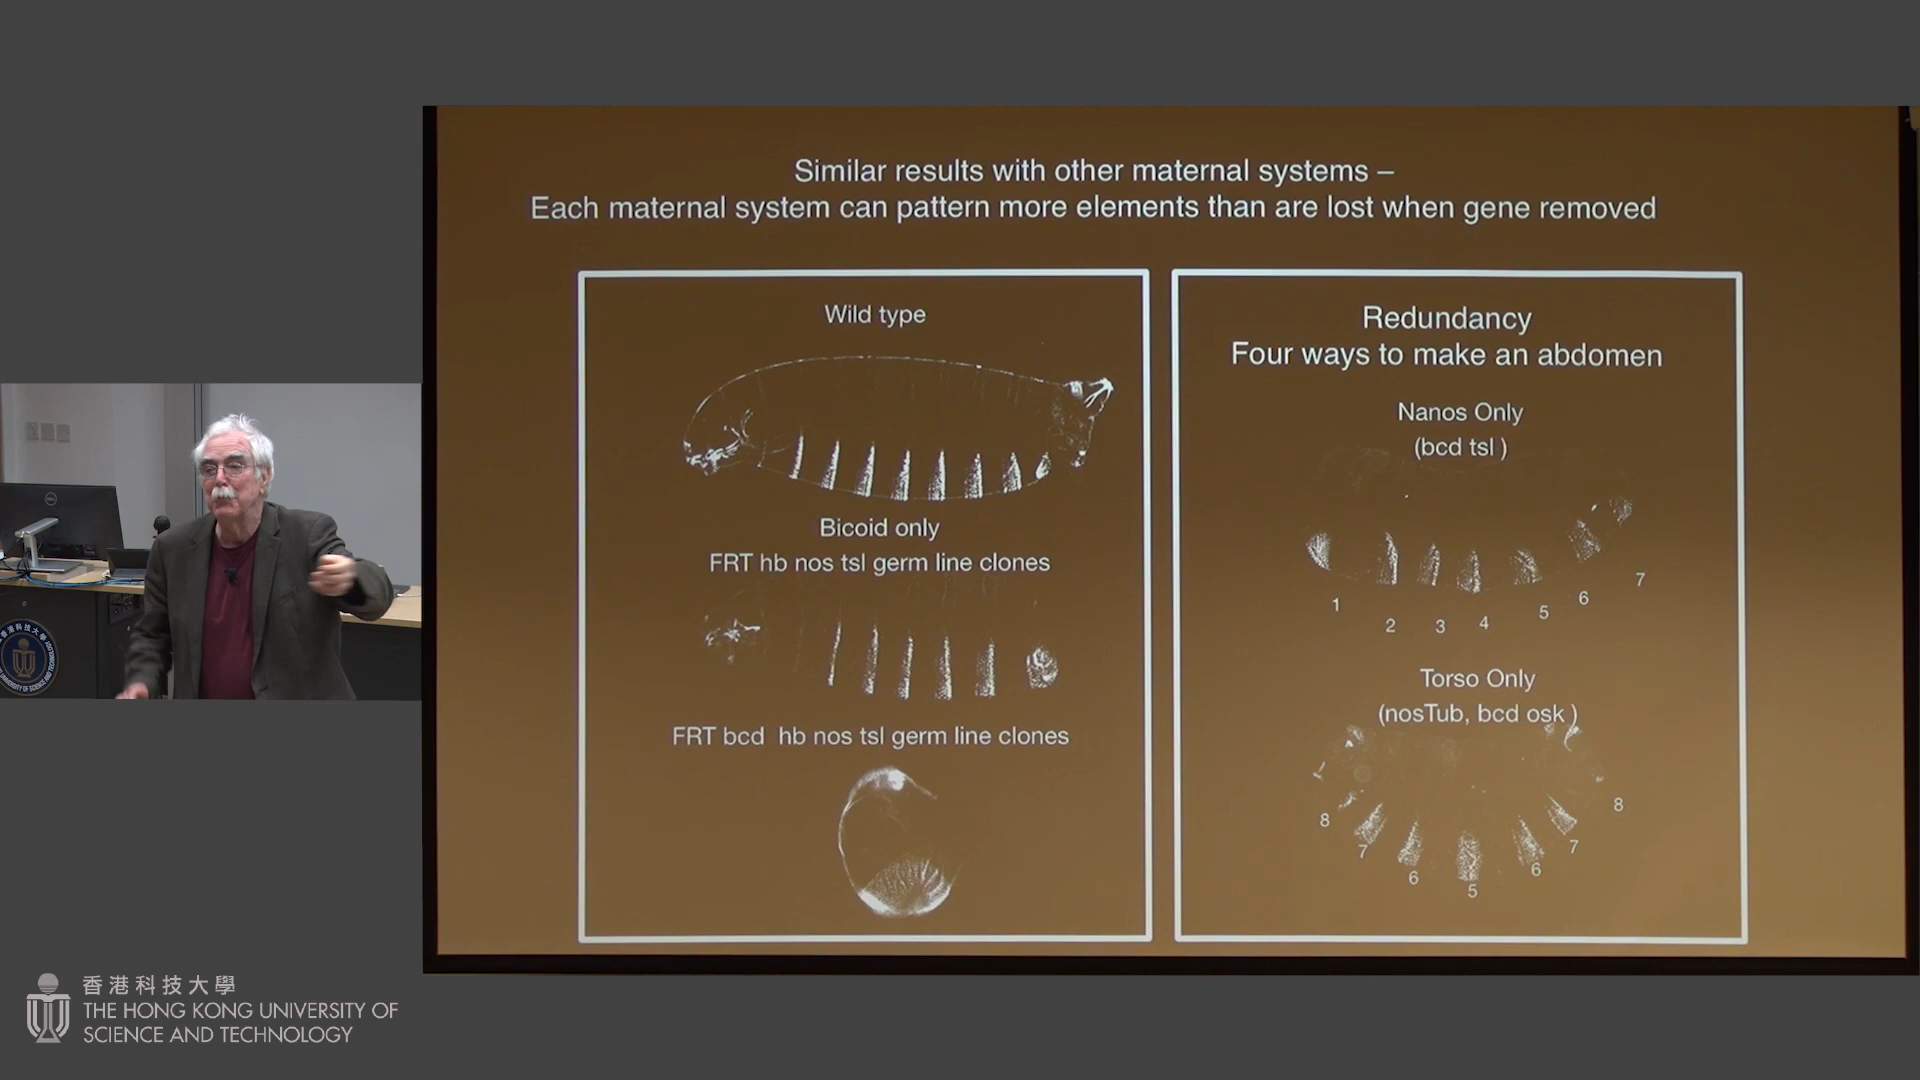 Similar results with other maternal systems –
Each maternal system can pattern more elements than are lost when gene removed
Wild type
Bicoid only
FRT hb nos tsl germ line clones
FRT bcd hb nos tsl germ line clones
Redundancy
Four ways to make an abdomen
Nanos Only
(bcd tsl )
1
2
3
4
5
6
7
Torso Only
(nosTub, bcd osk )
8
7
6
5
6
7
8
DELL
香港科技大學
THE HONG KONG UNIVERSITY OF
SCIENCE AND TECHNOLOGY